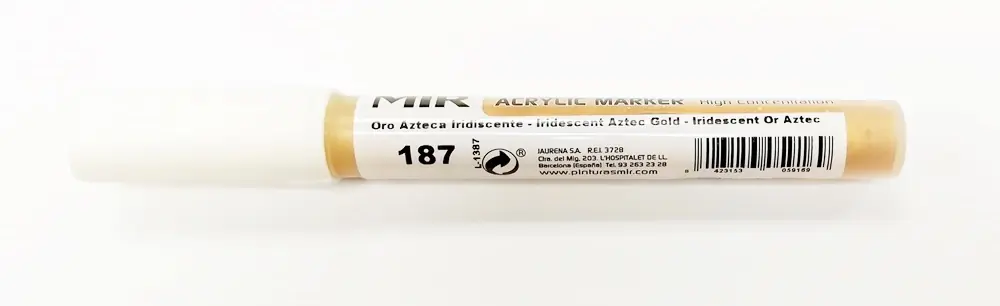 MIR ACRYLIC MARKER High Concentration
Oro Azteca Iridiscente - Iridescent Aztec Gold - Iridescent Or Aztec
187
L-1387
®
JAURENA S.A. R.E.I. 3728
Ctra. del Mig, 203. L'HOSPITALET DE LL.
Barcelona (España) Tel. 93 263 23 28
www.pinturasmir.com
8 423153 059169